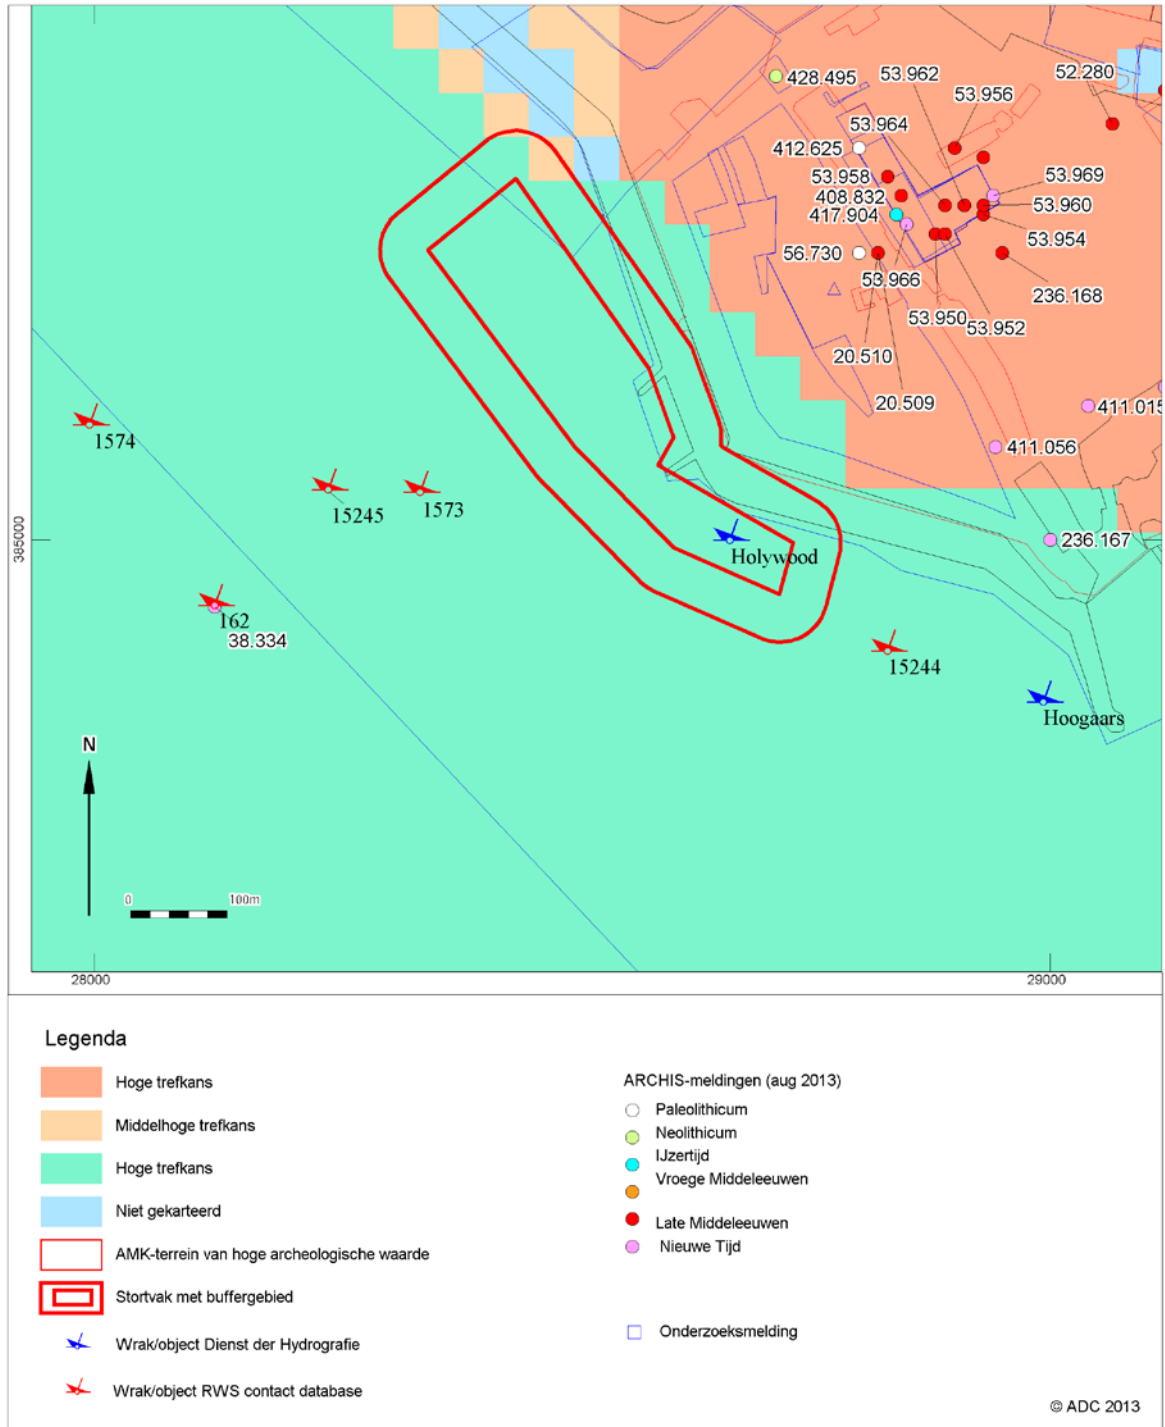 428.495
53.962
52.280
53.956
53.964
412.625
53.958
53.969
408.832
53.960
417.904
53.954
56.730
53.966
236.168
53.950
53.952
20.510
20.509
411.015
1574
411.056
15245
1573
385000
236.167
Holywood
162
38.334
15244
Hoogaars
N
0
100m
28000
29000
Legenda
Hoge trefkans
Middelhoge trefkans
Hoge trefkans
Niet gekarteerd
AMK-terrein van hoge archeologische waarde
Stortvak met buffergebied
Wrak/object Dienst der Hydrografie
Wrak/object RWS contact database
ARCHIS-meldingen (aug 2013)
Paleolithicum
Neolithicum
IJzertijd
Vroege Middeleeuwen
Late Middeleeuwen
Nieuwe Tijd
Onderzoeksmelding
© ADC 2013